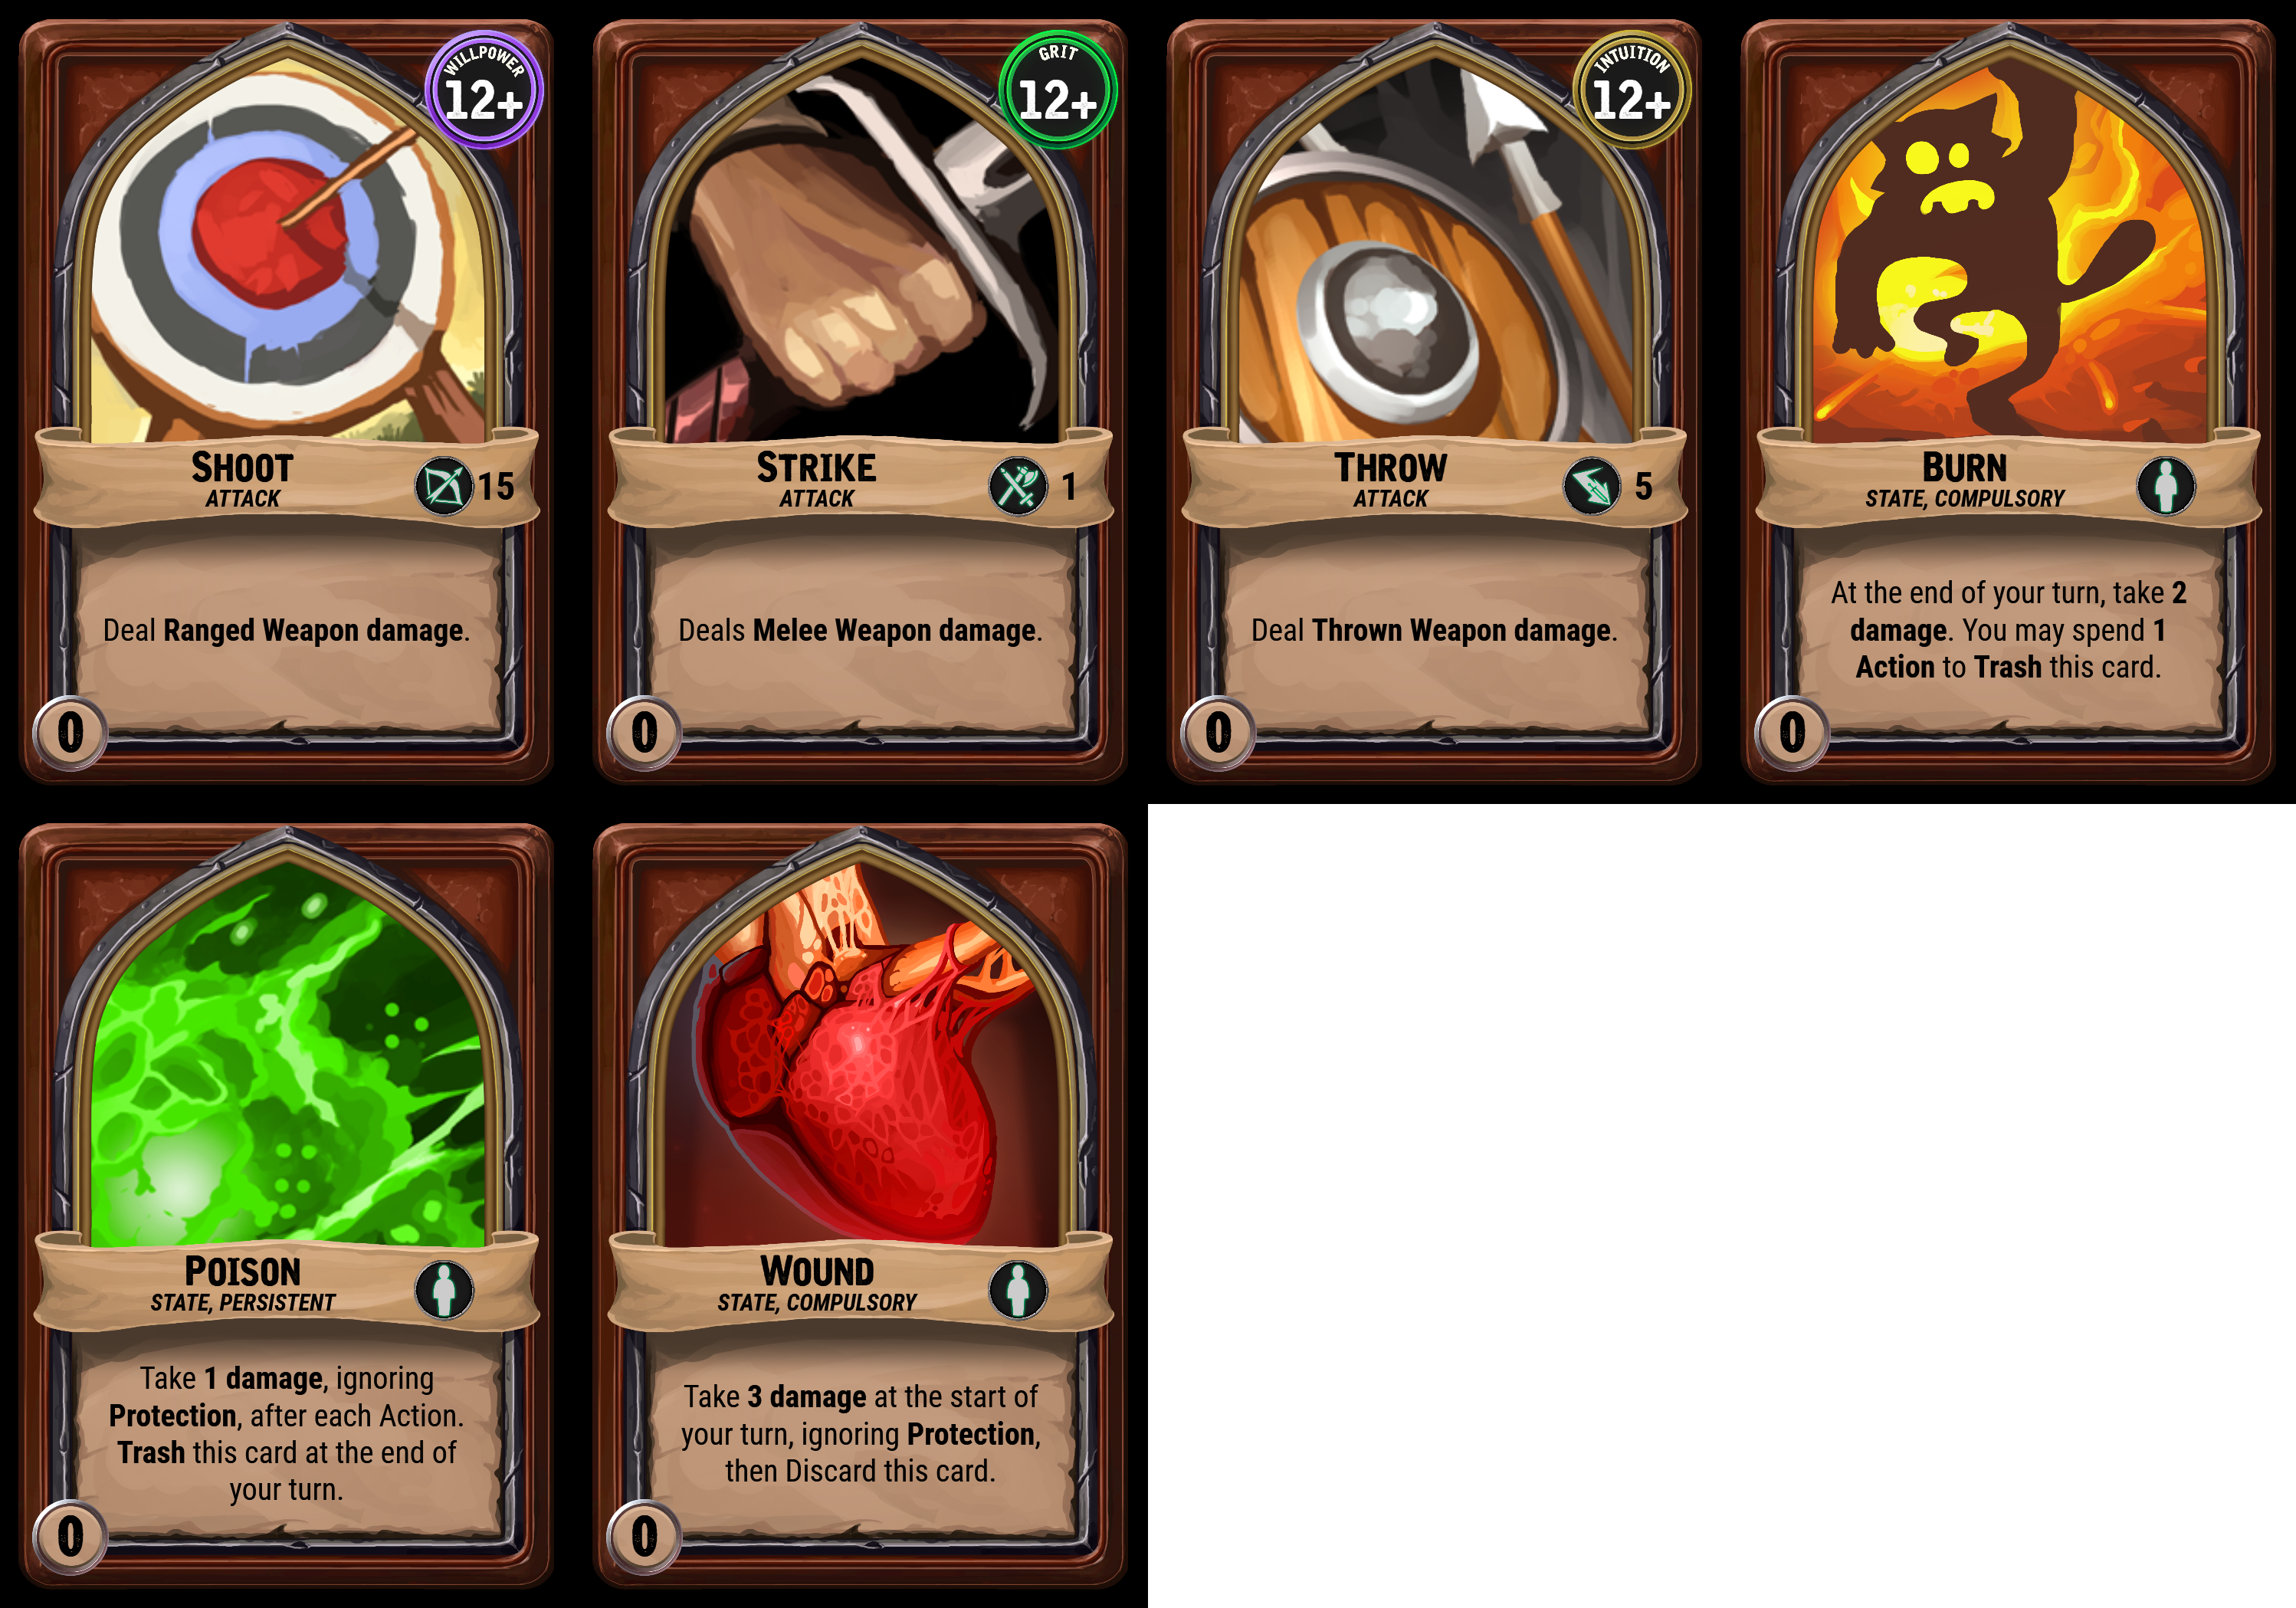 WILLPOWER
12+
SHOOT
ATTACK
15
Deal Ranged Weapon damage.
0
GRIT
12+
STRIKE
ATTACK
1
Deals Melee Weapon damage.
0
INTUITION
12+
THROW
ATTACK
5
Deal Thrown Weapon damage.
0
BURN
STATE, COMPULSORY
At the end of your turn, take 2
damage. You may spend 1
Action to Trash this card.
0
POISON
STATE, PERSISTENT
Take 1 damage, ignoring
Protection, after each Action.
Trash this card at the end of
your turn.
0
WOUND
STATE, COMPULSORY
Take 3 damage at the start of
your turn, ignoring Protection,
then Discard this card.
0